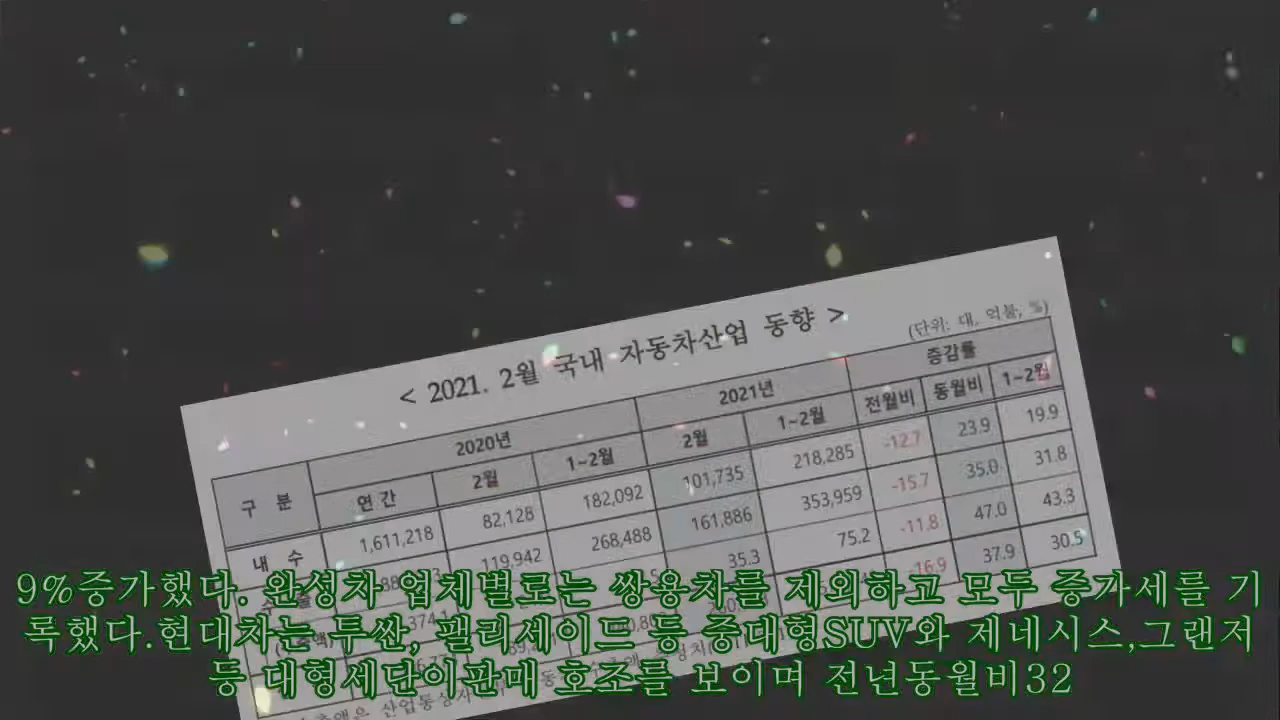 < 2021. 2월 국내 자동차산업 동향 >
(단위: 대, 억불, %)
구 분 2020년 2021년 증감률
연 간 2월 1~2월 2월 1~2월 전월비 동월비 1~2월
내 수 1,611,218 82,128 182,092 101,735 218,285 -12.7 23.9 19.9
119,942 268,488 161,886 353,959 -15.7 35.0 31.8
35.3 75.2 -11.8 47.0 43.3
-16.9 37.9 30.5
9%증가했다. 완성차 업체별로는 쌍용차를 제외하고 모두 증가세를 기
록했다.현대차는 투싼, 팰리세이드 등 중대형SUV와 제네시스,그랜저
등 대형세단이판매 호조를 보이며 전년동월비32